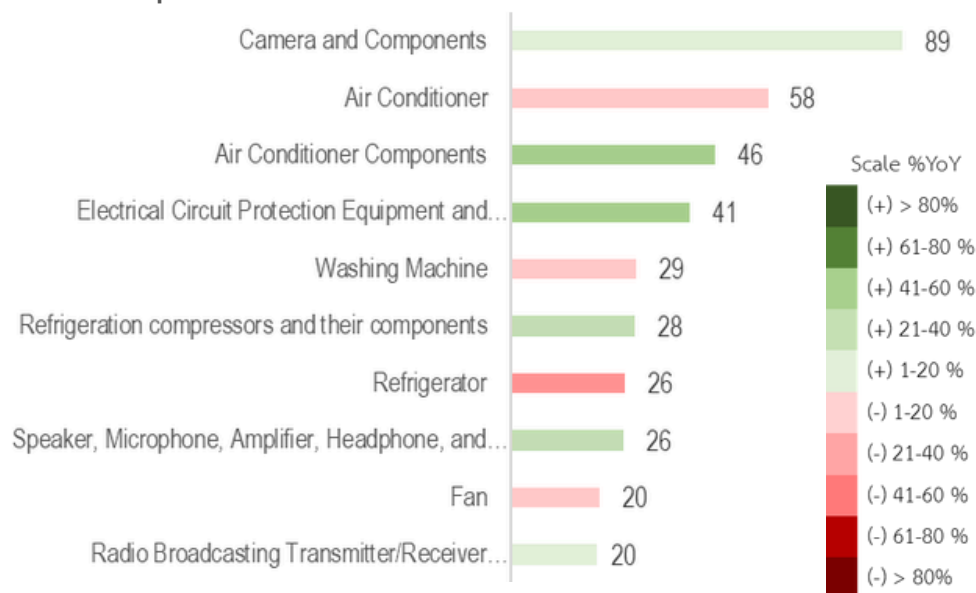 Camera and Components 89
Air Conditioner 58
Air Conditioner Components 46
Electrical Circuit Protection Equipment and... 41
Washing Machine 29
Refrigeration compressors and their components 28
Refrigerator 26
Speaker, Microphone, Amplifier, Headphone, and... 26
Fan 20
Radio Broadcasting Transmitter/Receiver... 20
Scale %YoY
(+) > 80%
(+) 61-80 %
(+) 41-60 %
(+) 21-40 %
(+) 1-20 %
(-) 1-20 %
(-) 21-40 %
(-) 41-60 %
(-) 61-80 %
(-) > 80%